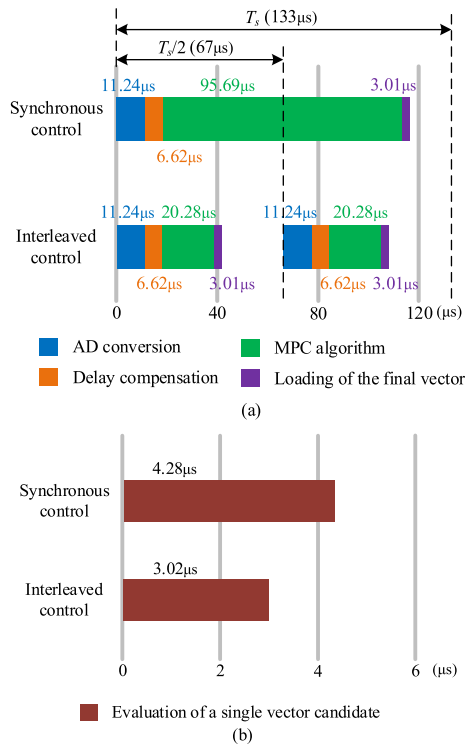 Ts (133μs)
Ts/2 (67μs)
11.24μs 95.69μs 3.01μs
Synchronous
control
6.62μs
11.24μs 20.28μs 11.24μs 20.28μs
Interleaved
control
6.62μs 3.01μs 6.62μs 3.01μs
0 40 80 120 (μs)
AD conversion MPC algorithm
Delay compensation Loading of the final vector
(a)
4.28μs
Synchronous
control
3.02μs
Interleaved
control
0 2 4 6 (μs)
Evaluation of a single vector candidate
(b)